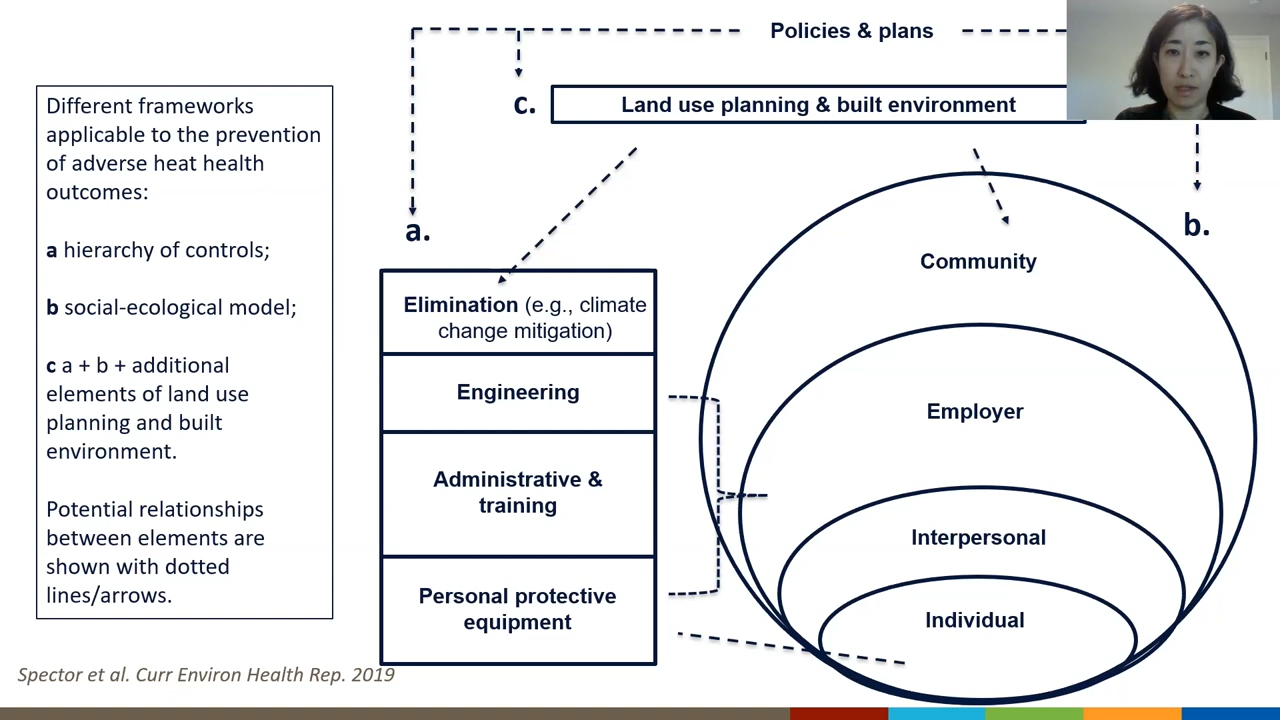 Policies & plans
c.
Land use planning & built environment
Different frameworks
applicable to the prevention
of adverse heat health
outcomes:
a hierarchy of controls;
b social-ecological model;
c a + b + additional
elements of land use
planning and built
environment.
Potential relationships
between elements are
shown with dotted
lines/arrows.
a.
Elimination (e.g., climate
change mitigation)
Engineering
Administrative &
training
Personal protective
equipment
b.
Community
Employer
Interpersonal
Individual
Spector et al. Curr Environ Health Rep. 2019